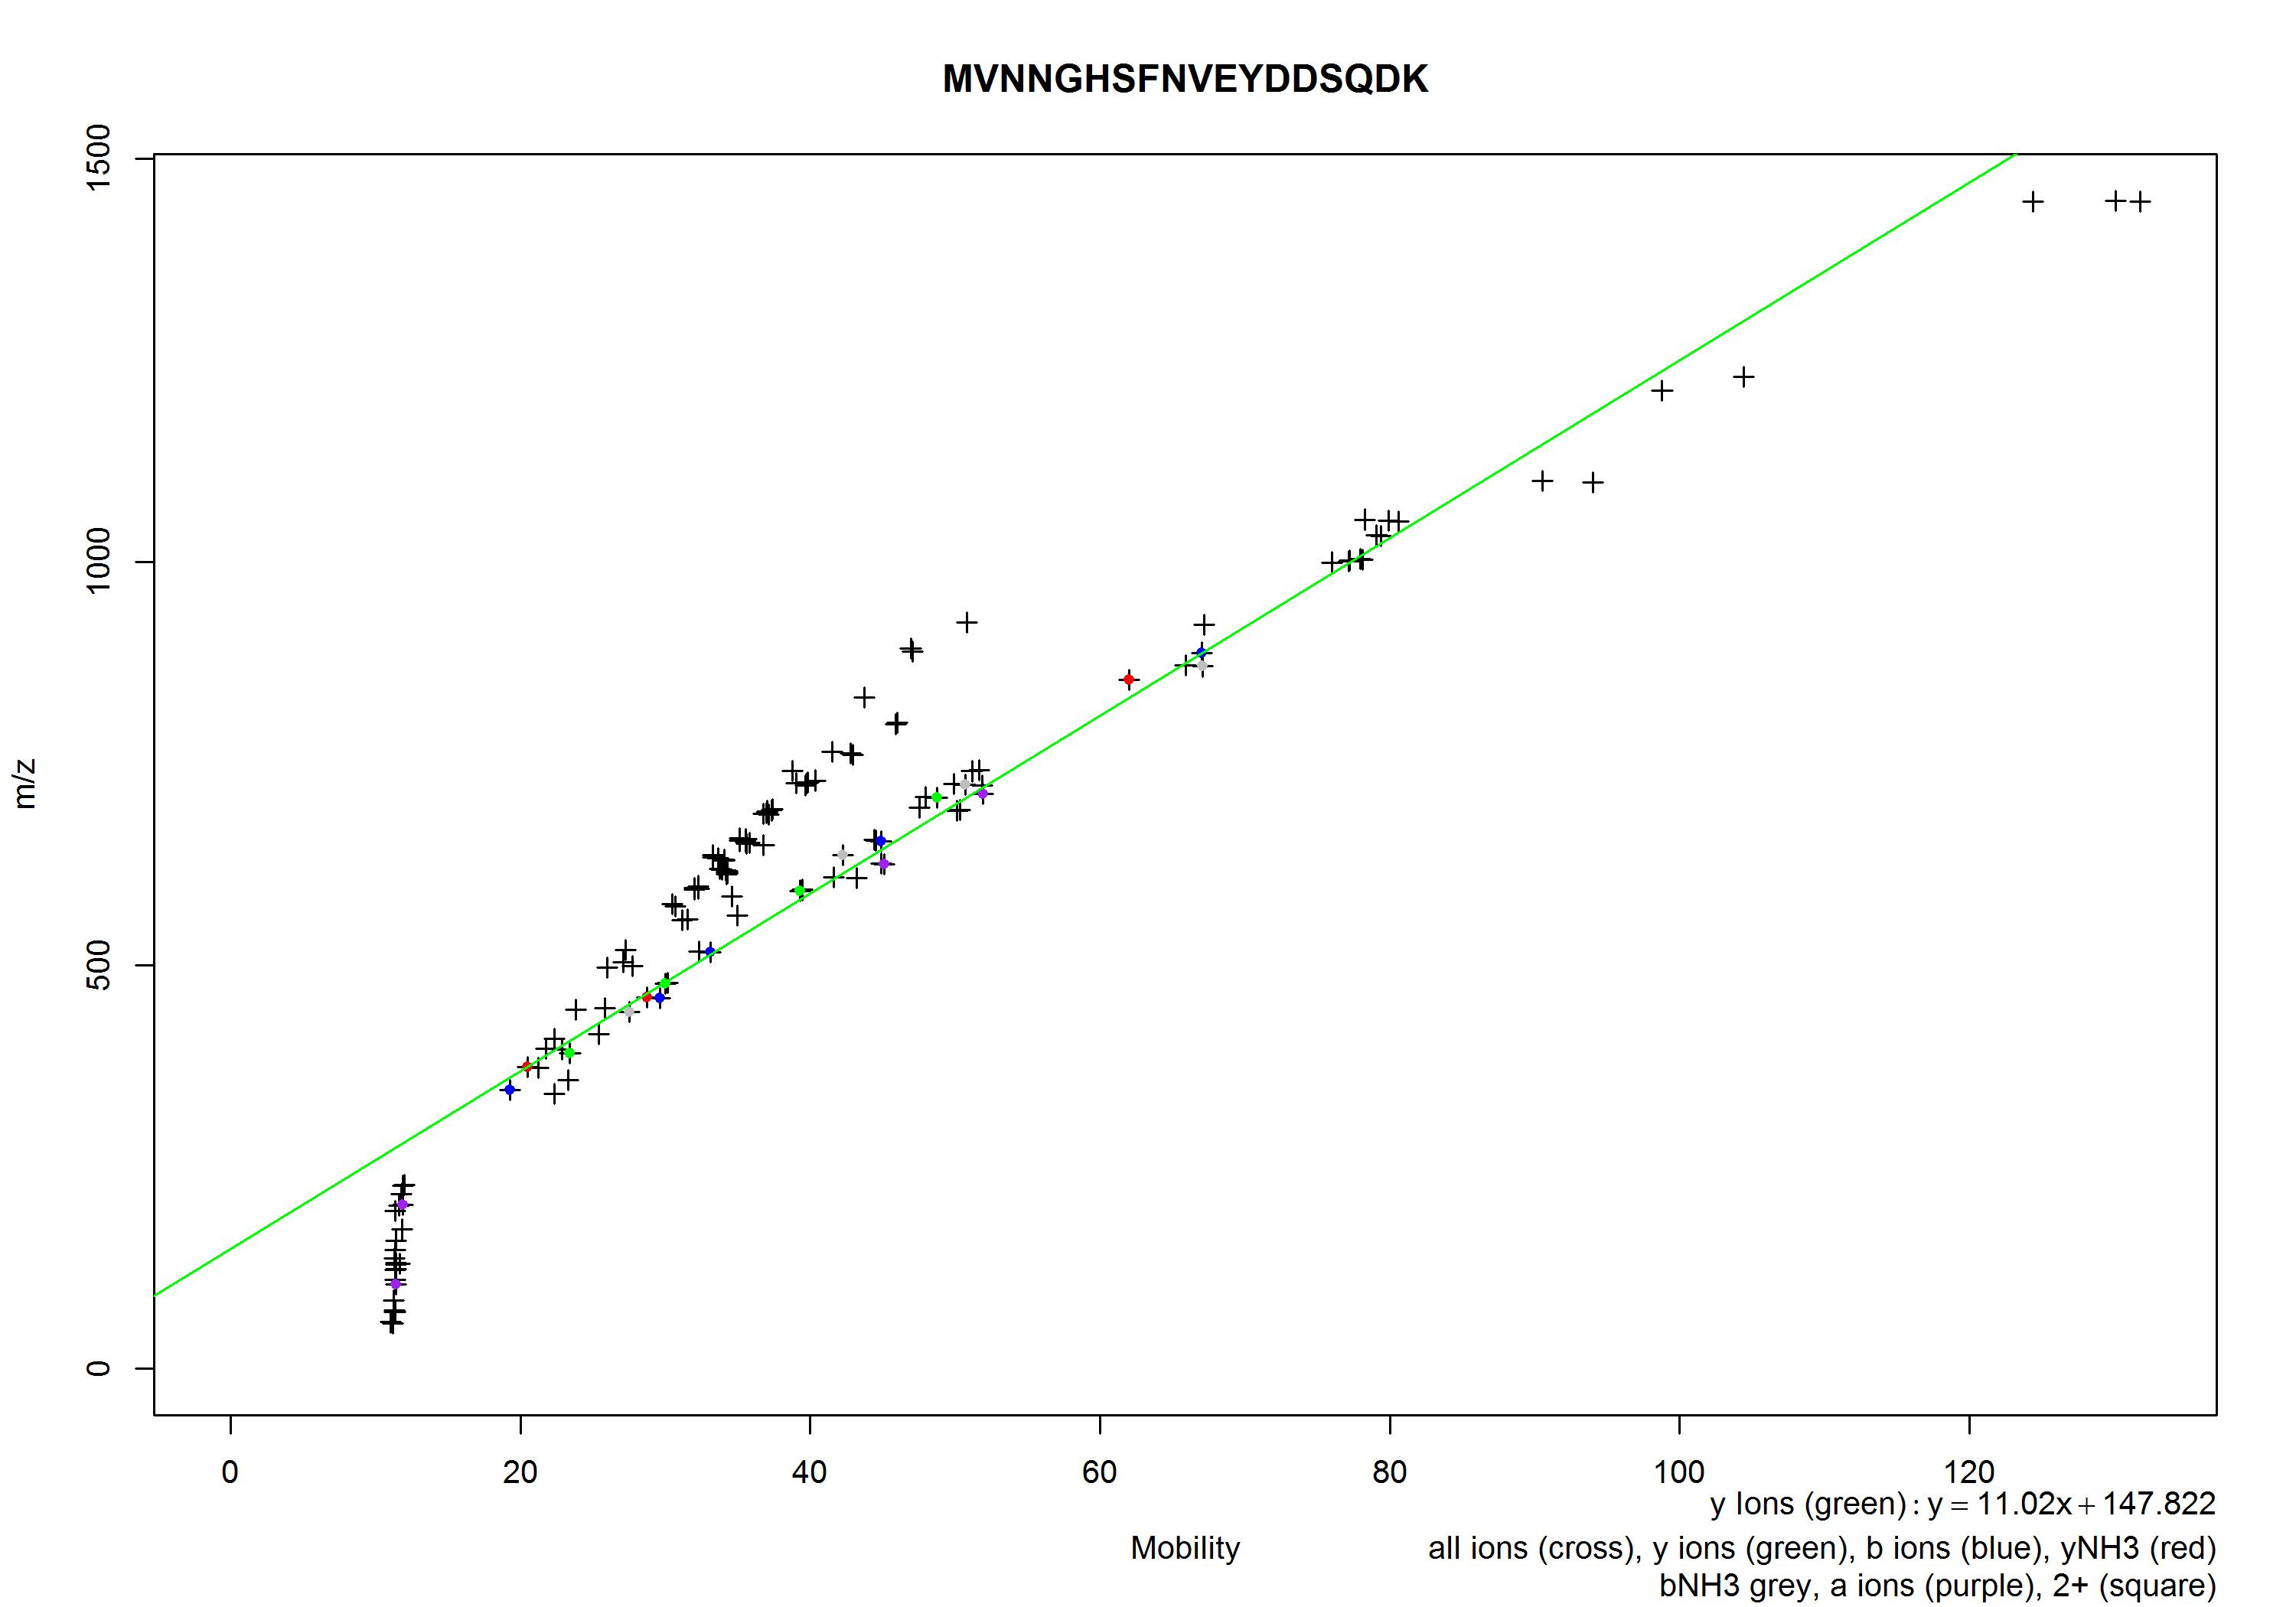 MVNNGHSFNVEYDDSQDK
1500
1000
500
0
m/z
0 20 40 60 80 100 120
y Ions (green) : y = 11.02x + 147.822
Mobility
all ions (cross), y ions (green), b ions (blue), yNH3 (red)
bNH3 grey, a ions (purple), 2+ (square)